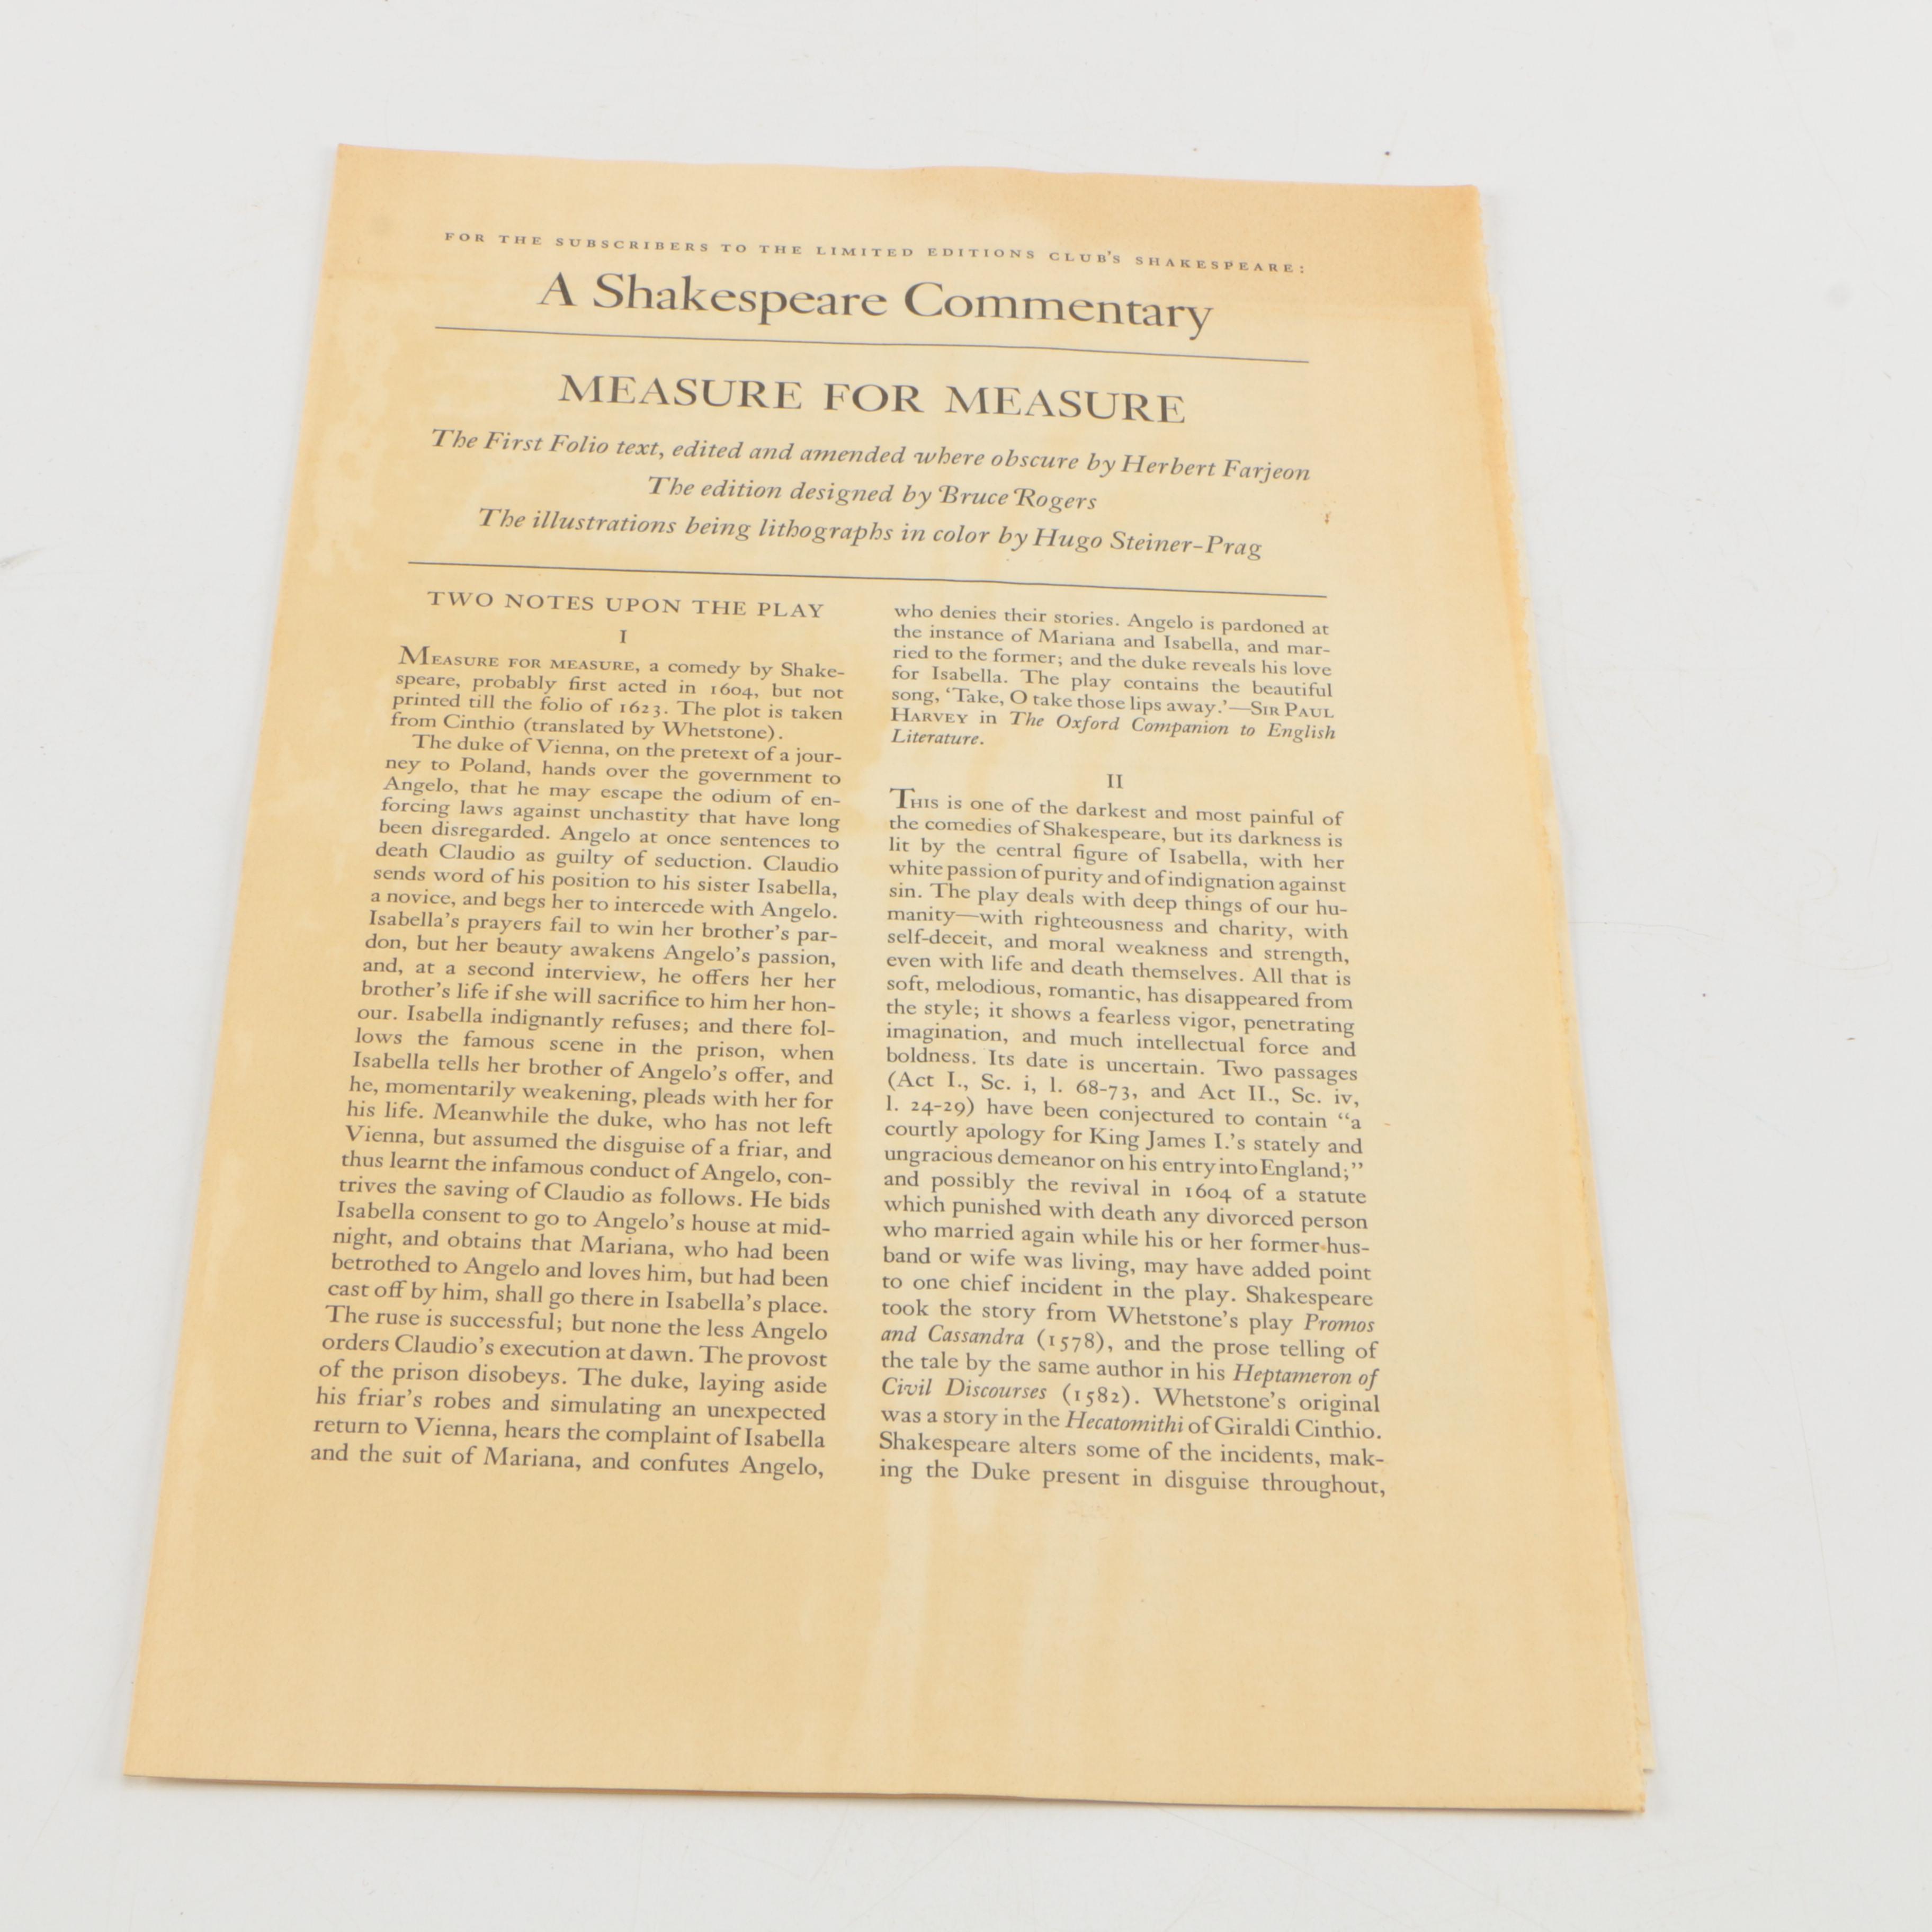 FOR THE SUBSCRIBERS TO THE LIMITED EDITIONS CLUB'S SHAKESPEARE:
A Shakespeare Commentary
MEASURE FOR MEASURE
The First Folio text, edited and amended where obscure by Herbert Farjeon
The edition designed by Bruce Rogers
The illustrations being lithographs in color by Hugo Steiner-Prag
TWO NOTES UPON THE PLAY
I
MEASURE FOR MEASURE, a comedy by Shake-
speare, probably first acted in 1604, but not
printed till the folio of 1623. The plot is taken
from Cinthio (translated by Whetstone).
The duke of Vienna, on the pretext of a jour-
ney to Poland, hands over the government to
Angelo, that he may escape the odium of en-
forcing laws against unchastity that have long
been disregarded. Angelo at once sentences to
death Claudio as guilty of seduction. Claudio
sends word of his position to his sister Isabella,
a novice, and begs her to intercede with Angelo.
Isabella's prayers fail to win her brother's par-
don, but her beauty awakens Angelo's passion,
and, at a second interview, he offers her her
brother's life if she will sacrifice to him her hon-
our. Isabella indignantly refuses; and there fol-
lows the famous scene in the prison, when
Isabella tells her brother of Angelo's offer, and
he, momentarily weakening, pleads with her for
his life. Meanwhile the duke, who has not left
Vienna, but assumed the disguise of a friar, and
thus learnt the infamous conduct of Angelo, con-
trives the saving of Claudio as follows. He bids
Isabella consent to go to Angelo's house at mid-
night, and obtains that Mariana, who had been
betrothed to Angelo and loves him, but had been
cast off by him, shall go there in Isabella's place.
The ruse is successful; but none the less Angelo
orders Claudio's execution at dawn. The provost
of the prison disobeys. The duke, laying aside
his friar's robes and simulating an unexpected
return to Vienna, hears the complaint of Isabella
and the suit of Mariana, and confutes Angelo,
who denies their stories. Angelo is pardoned at
the instance of Mariana and Isabella, and mar-
ried to the former; and the duke reveals his love
for Isabella. The play contains the beautiful
song, 'Take, O take those lips away.'—SIR PAUL
HARVEY in The Oxford Companion to English
Literature.
II
THIS is one of the darkest and most painful of
the comedies of Shakespeare, but its darkness is
lit by the central figure of Isabella, with her
white passion of purity and of indignation against
sin. The play deals with deep things of our hu-
manity—with righteousness and charity, with
self-deceit, and moral weakness and strength,
even with life and death themselves. All that is
soft, melodious, romantic, has disappeared from
the style; it shows a fearless vigor, penetrating
imagination, and much intellectual force and
boldness. Its date is uncertain. Two passages
(Act I., Sc. i, l. 68-73, and Act II., Sc. iv,
l. 24-29) have been conjectured to contain "a
courtly apology for King James I.'s stately and
ungracious demeanor on his entry into England;"
and possibly the revival in 1604 of a statute
which punished with death any divorced person
who married again while his or her former hus-
band or wife was living, may have added point
to one chief incident in the play. Shakespeare
took the story from Whetstone's play Promos
and Cassandra (1578), and the prose telling of
the tale by the same author in his Heptameron of
Civil Discourses (1582). Whetstone's original
was a story in the Hecatomithi of Giraldi Cinthio.
Shakespeare alters some of the incidents, mak-
ing the Duke present in disguise throughout,